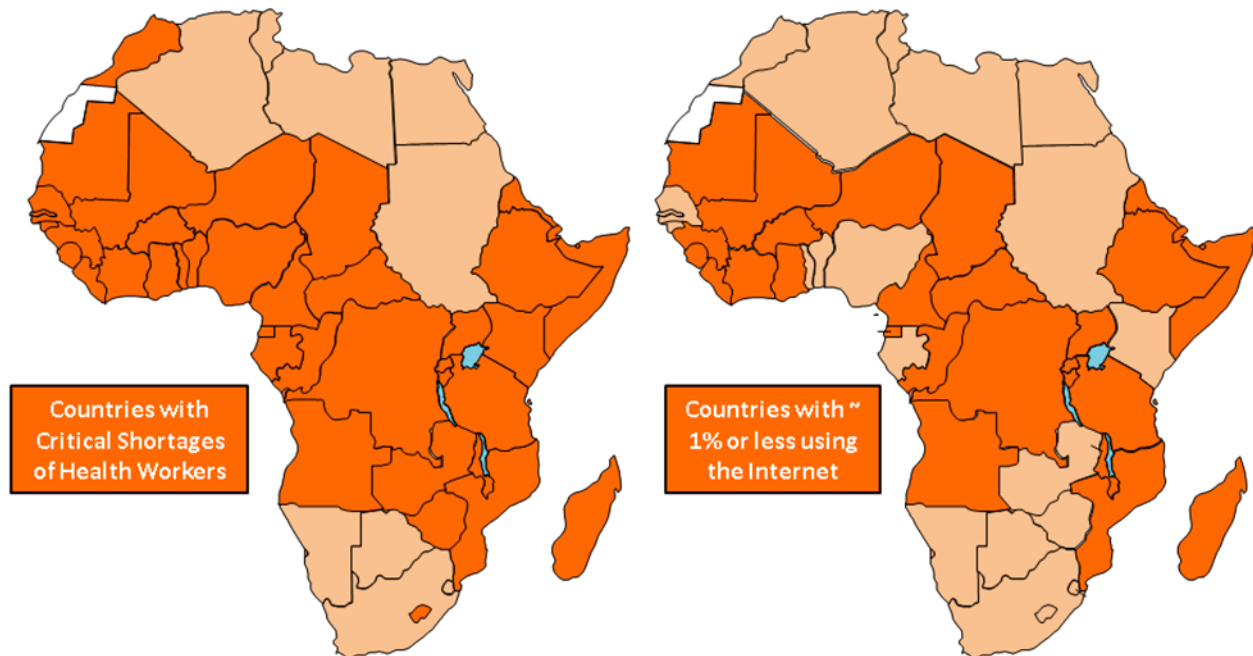 Countries with
Critical Shortages
of Health Workers
Countries with ~
1% or less using
the Internet